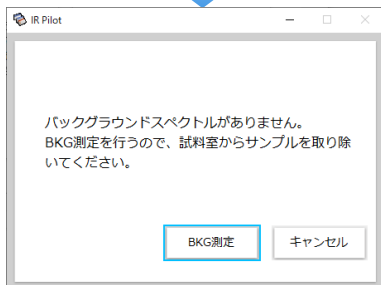 IR Pilot
バックグラウンドスペクトルがありません。
BKG測定を行うので、試料室からサンプルを取り除
いてください。
BKG測定
キャンセル